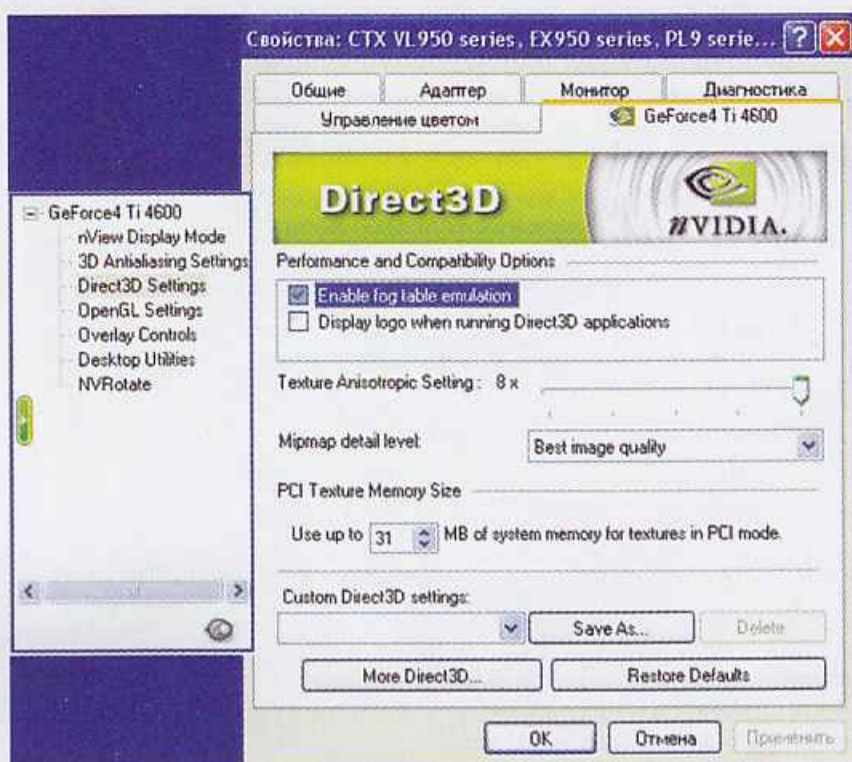 Свойства: CTX VL950 series, EX950 series, PL9 serie...
Общие Адаптер Монитор Диагностика
Управление цветом GeForce4 Ti 4600
GeForce4 Ti 4600
nView Display Mode
3D Antialiasing Settings
Direct3D Settings
OpenGL Settings
Overlay Controls
Desktop Utilities
NVRotate
Direct3D
nVIDIA.
Performance and Compatibility Options
Enable fog table emulation
Display logo when running Direct3D applications
Texture Anisotropic Setting : 8 x
Mipmap detail level: Best image quality
PCI Texture Memory Size
Use up to 31 MB of system memory for textures in PCI mode.
Custom Direct3D settings:
Save As... Delete
More Direct3D... Restore Defaults
OK Отмена Применить